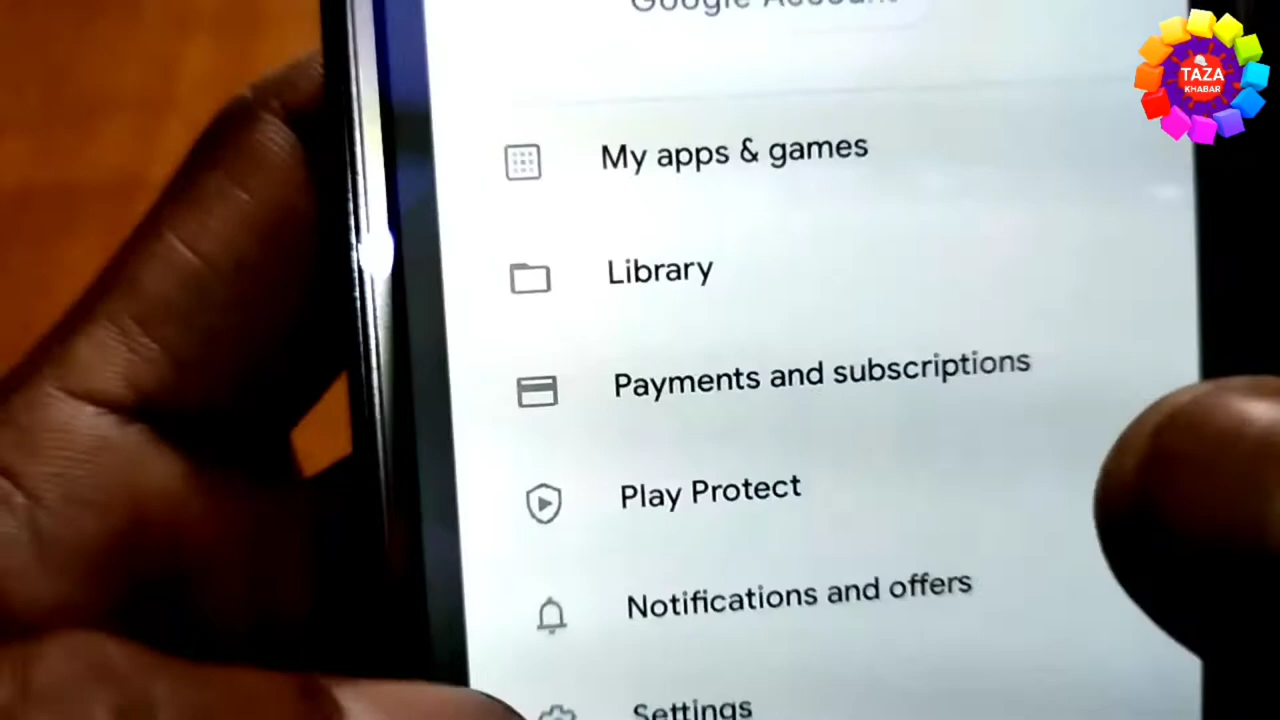 Google Account
TAZA
KHABAR
My apps & games
Library
Payments and subscriptions
Play Protect
Notifications and offers
Settings